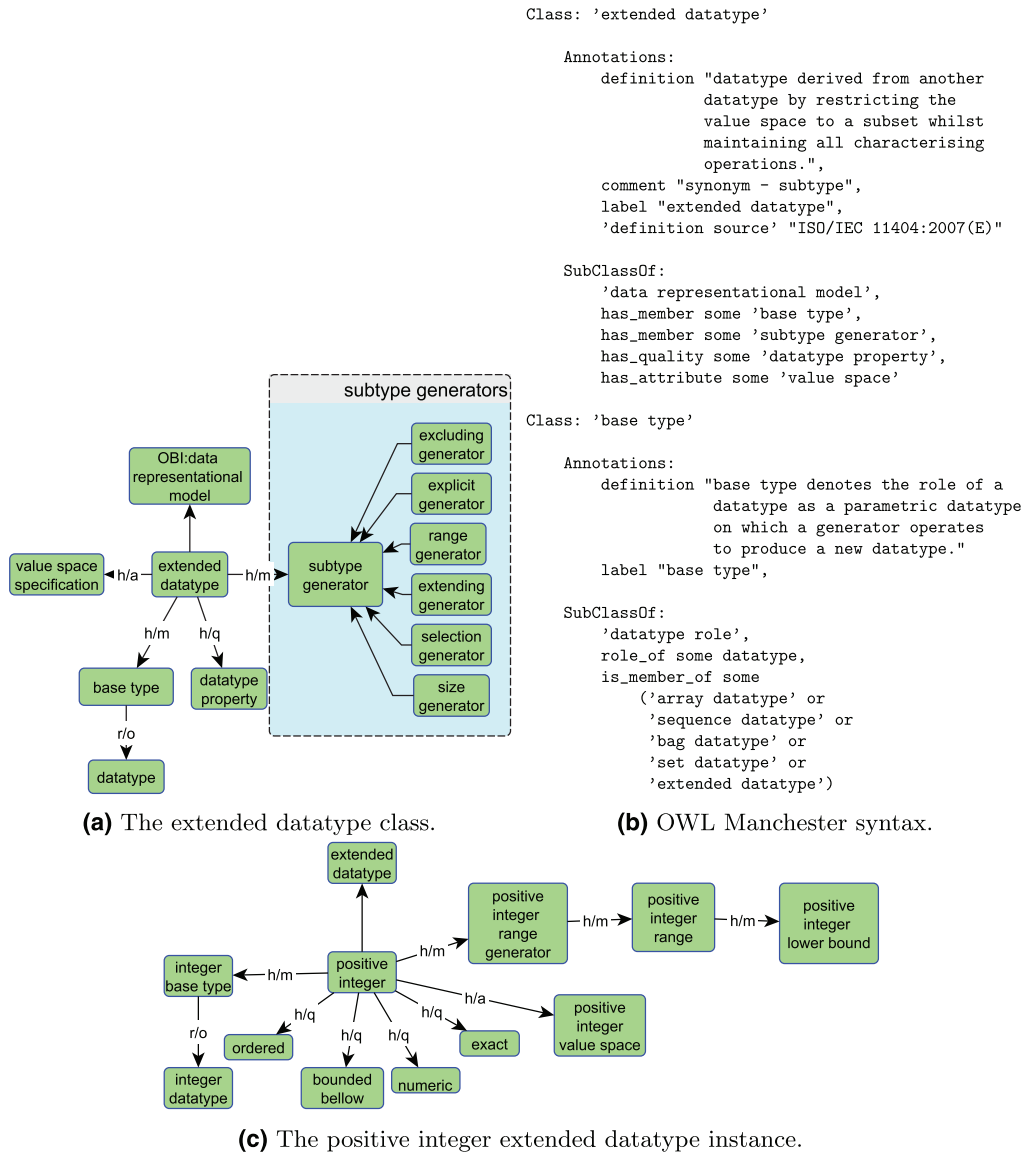 Class: ’extended datatype’
Annotations:
definition "datatype derived from another
datatype by restricting the
value space to a subset whilst
maintaining all characterising
operations.",
comment "synonym - subtype",
label "extended datatype",
’definition source’ "ISO/IEC 11404:2007(E)"
SubClassOf:
’data representational model’,
has_member some ’base type’,
has_member some ’subtype generator’,
has_quality some ’datatype property’,
has_attribute some ’value space’
Class: ’base type’
Annotations:
definition "base type denotes the role of a
datatype as a parametric datatype
on which a generator operates
to produce a new datatype."
label "base type",
SubClassOf:
’datatype role’,
role_of some datatype,
is_member_of some
(’array datatype’ or
’sequence datatype’ or
’bag datatype’ or
’set datatype’ or
’extended datatype’)
subtype generators
excluding
generator
explicit
generator
range
generator
extending
generator
selection
generator
size
generator
subtype
generator
OBI:data
representational
model
value space
specification
h/a
extended
datatype
h/m
h/m
h/q
base type
datatype
property
r/o
datatype
(a) The extended datatype class.
(b) OWL Manchester syntax.
extended
datatype
positive
integer
range
generator
h/m
positive
integer
range
h/m
positive
integer
lower bound
h/m
integer
base type
h/m
positive
integer
h/a
positive
integer
value space
r/o
h/q
h/q
h/q
h/q
ordered
exact
integer
datatype
bounded
bellow
numeric
(c) The positive integer extended datatype instance.